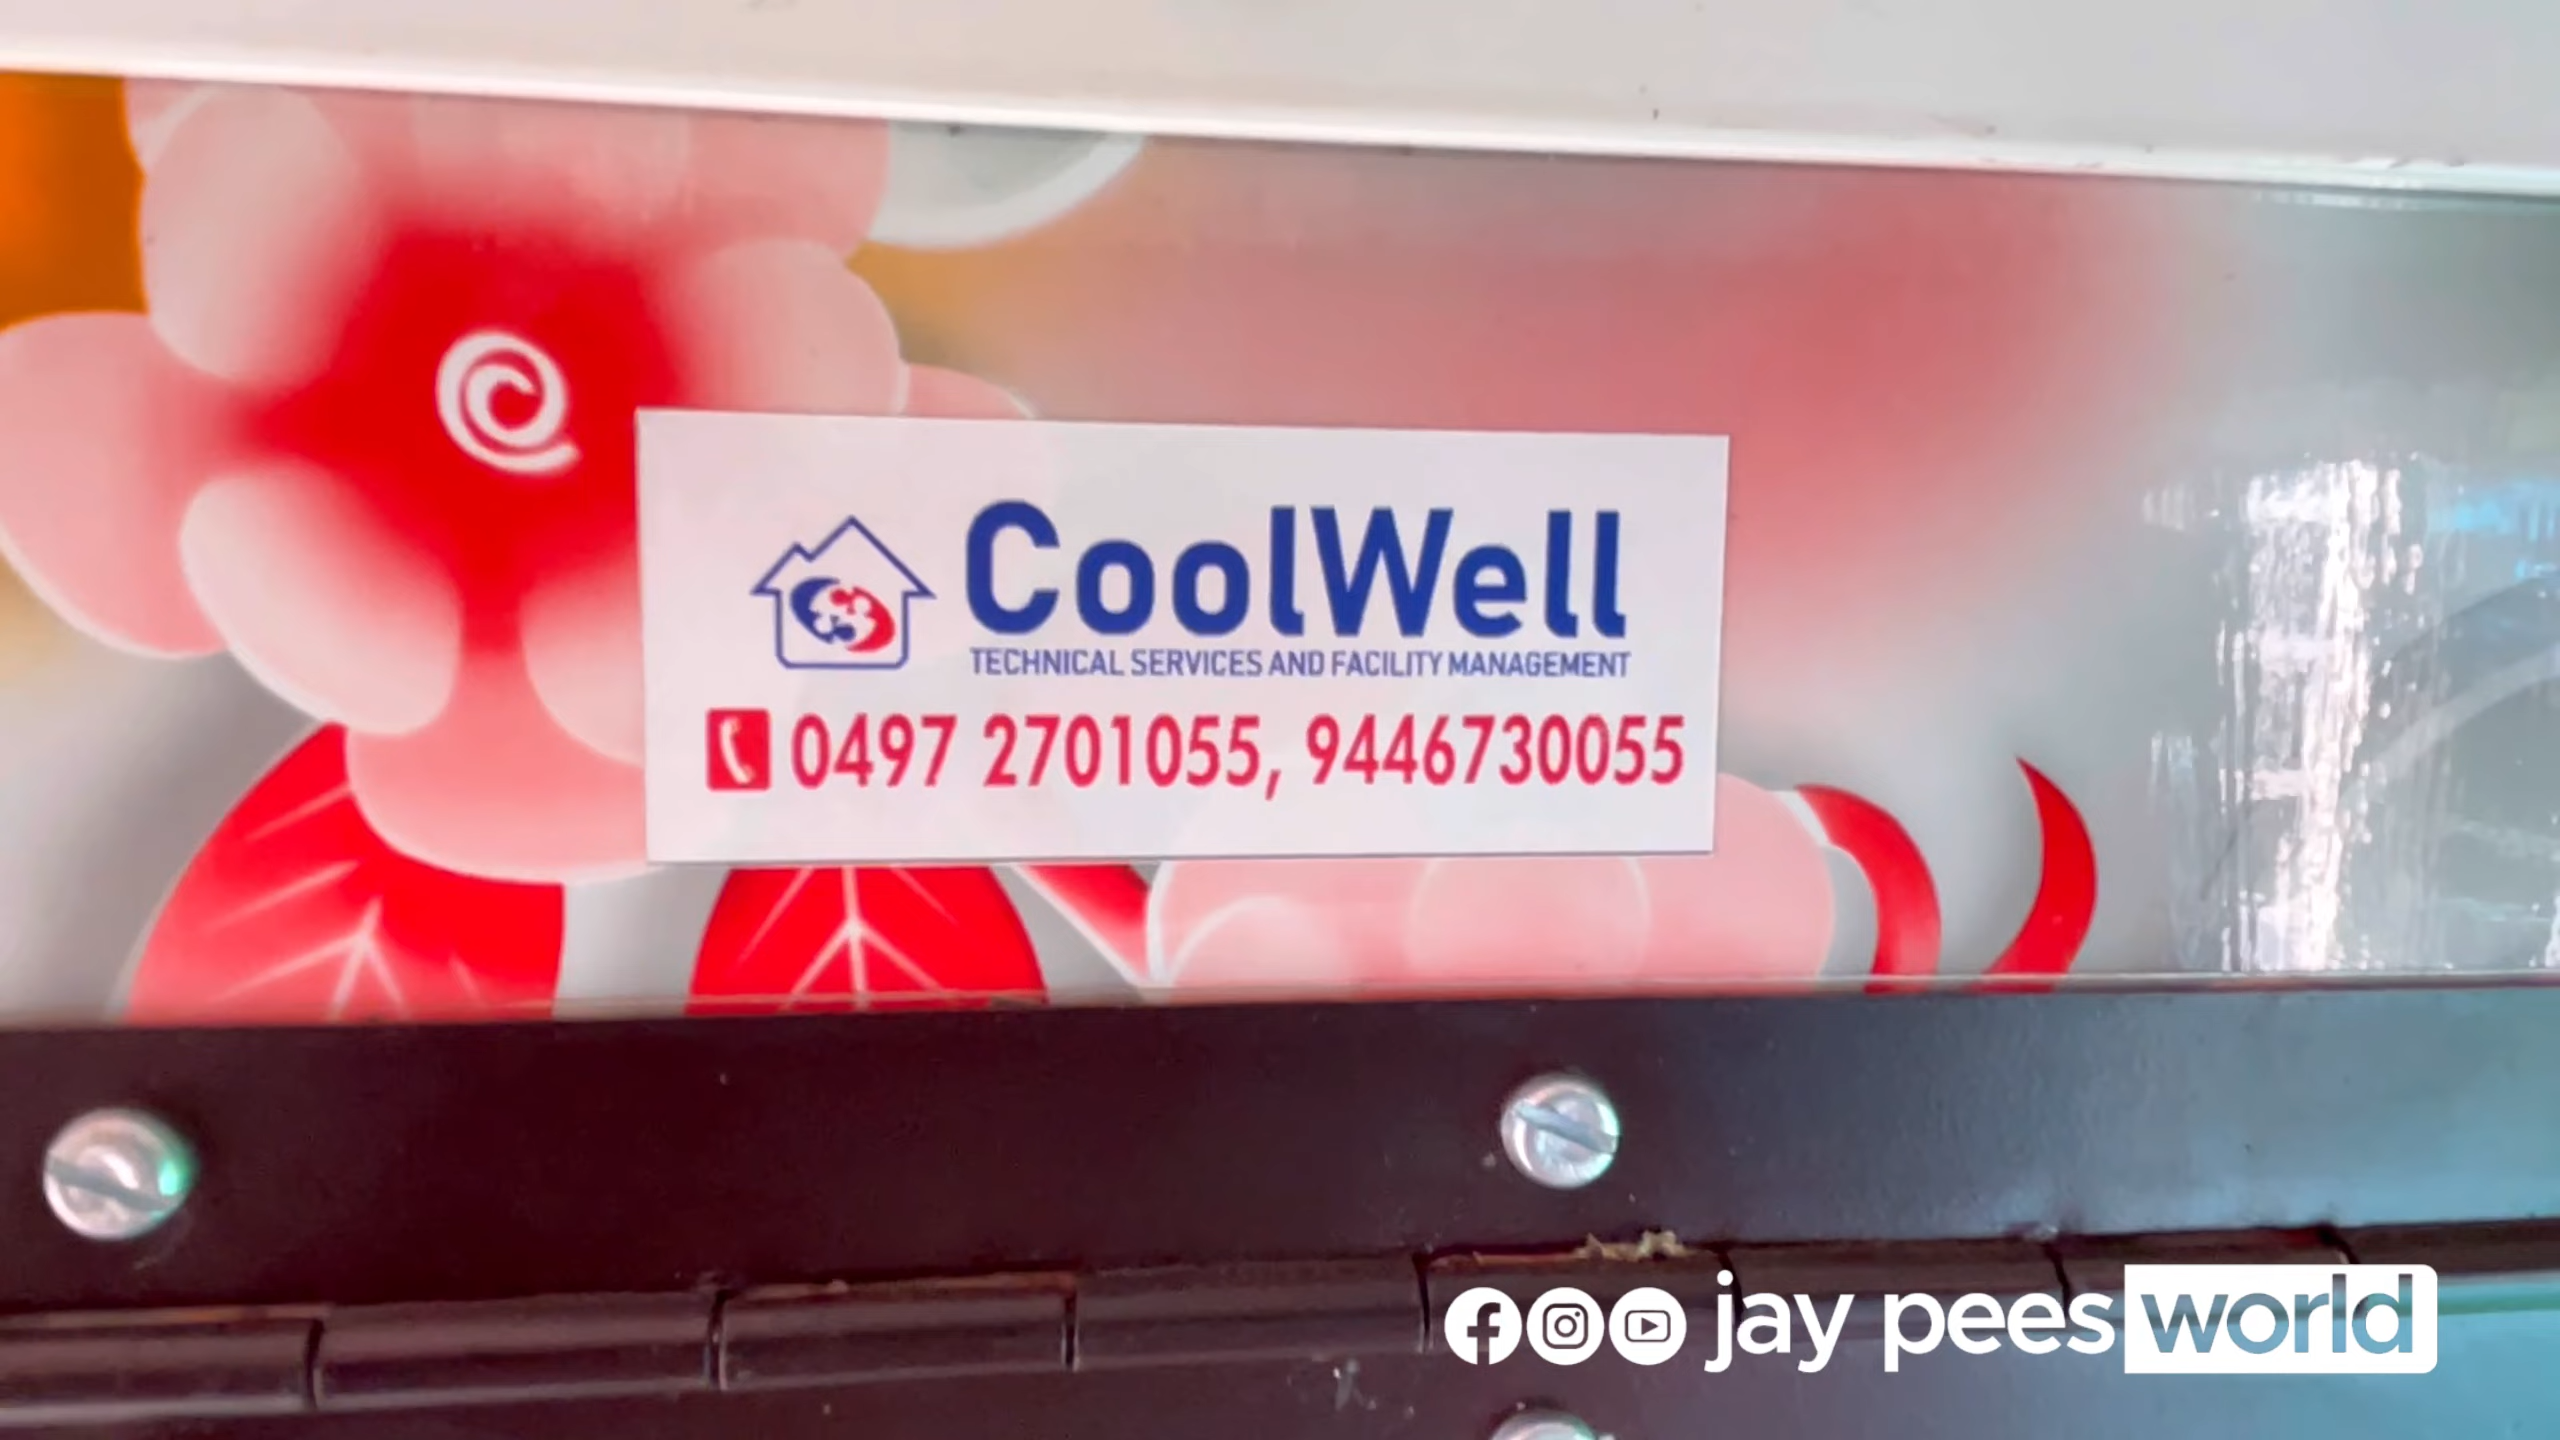 CoolWell
TECHNICAL SERVICES AND FACILITY MANAGEMENT
0497 2701055, 9446730055
jay pees world